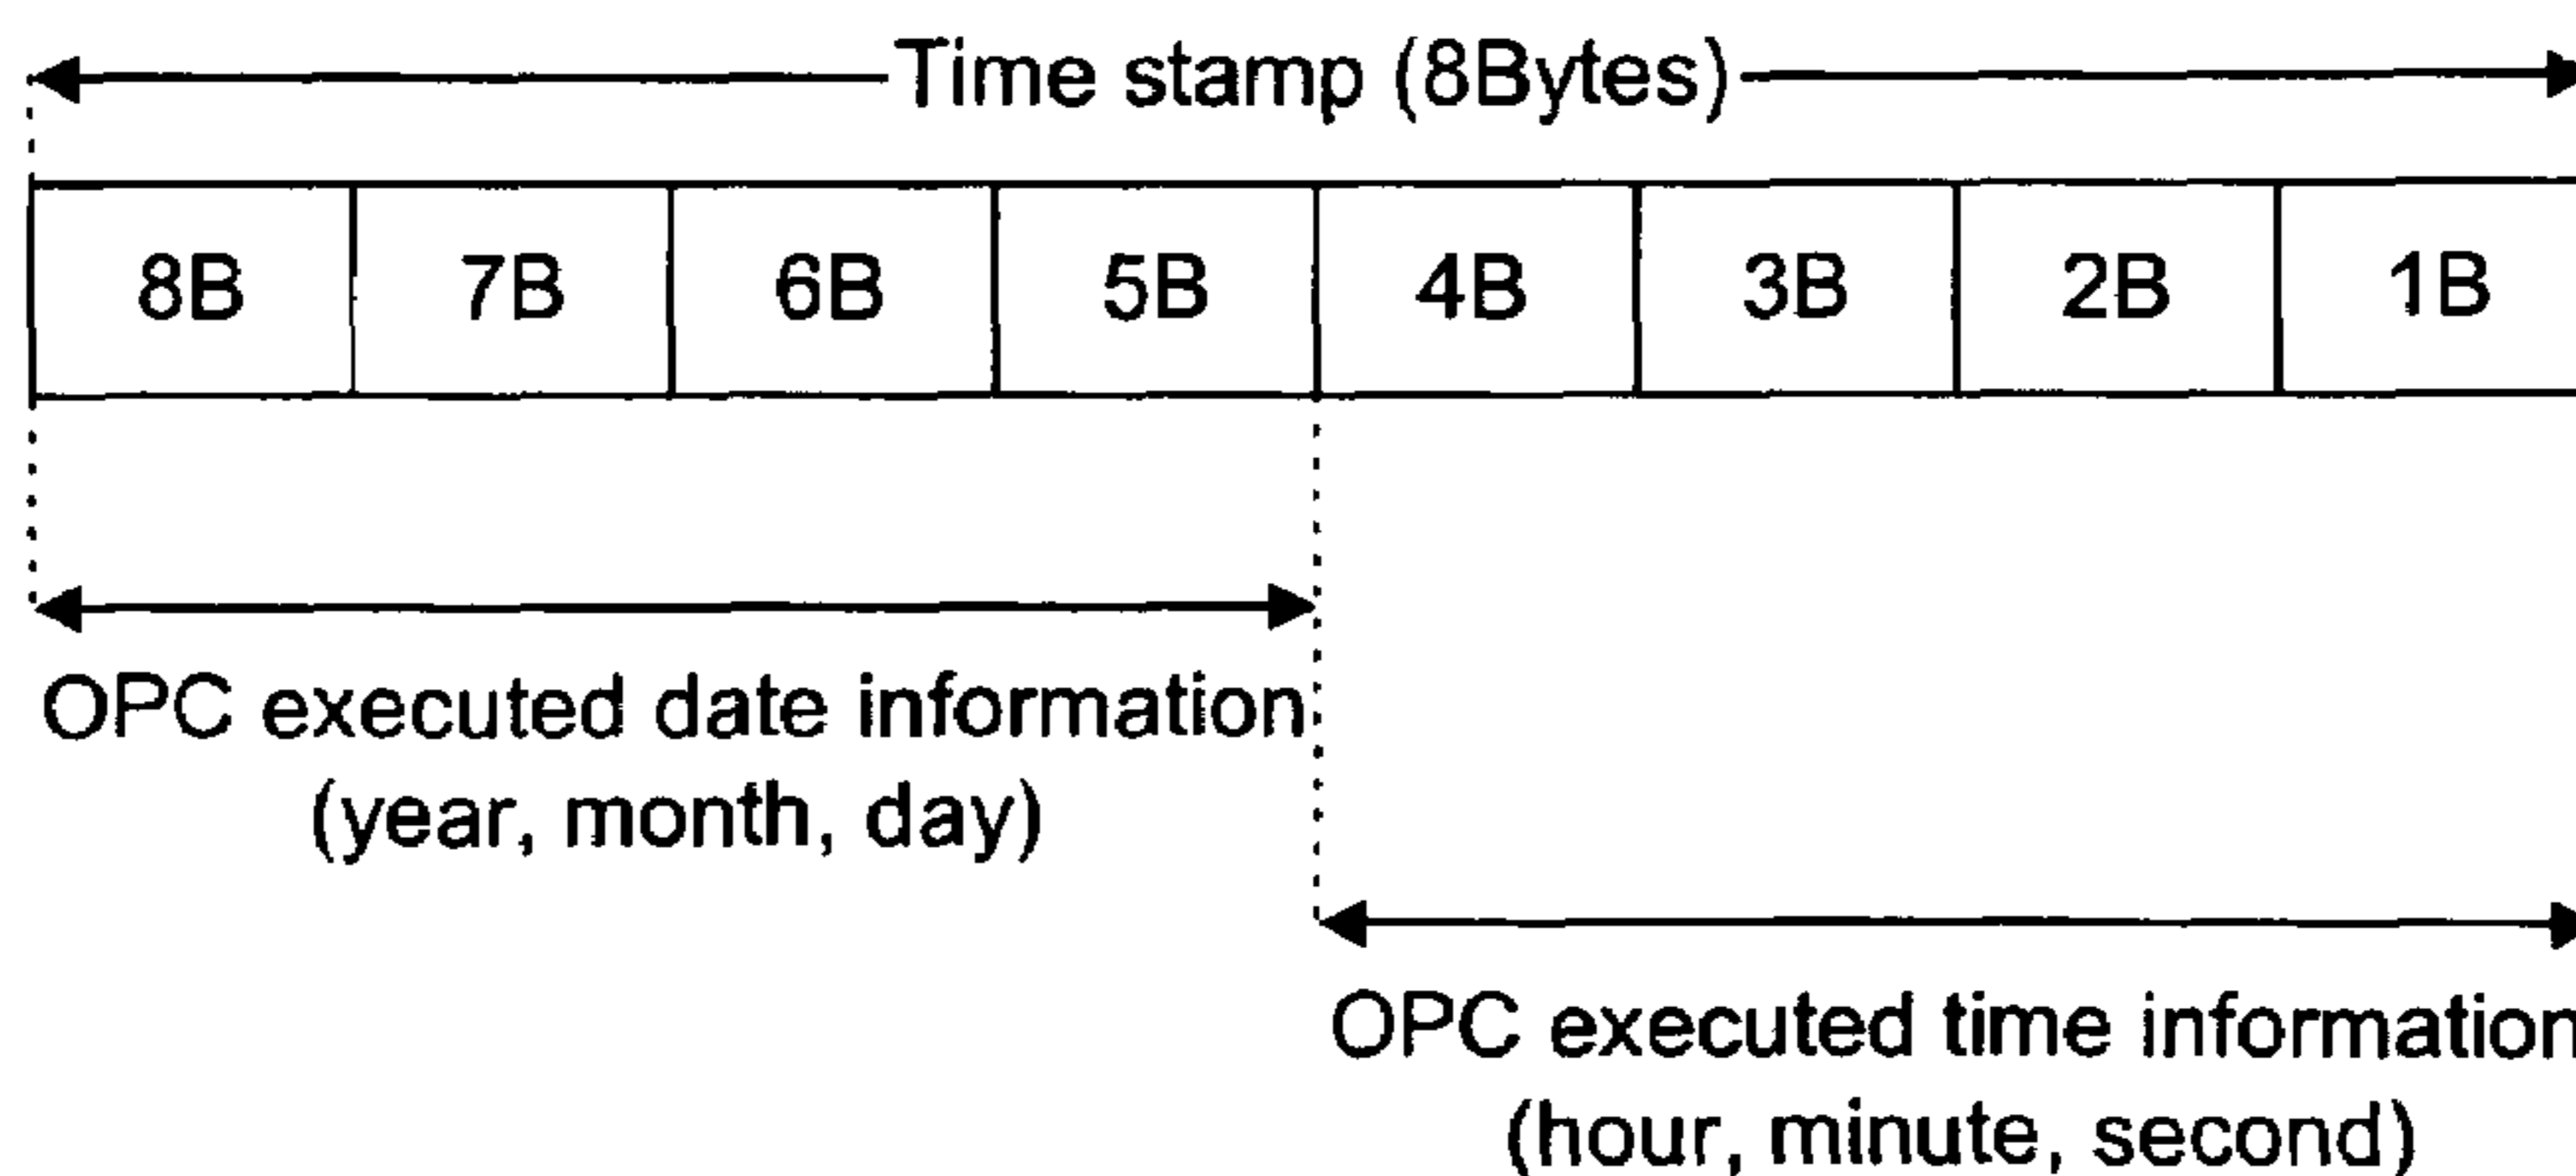 Time stamp (8Bytes)
8B 7B 6B 5B 4B 3B 2B 1B
OPC executed date information
(year, month, day)
OPC executed time information
(hour, minute, second)